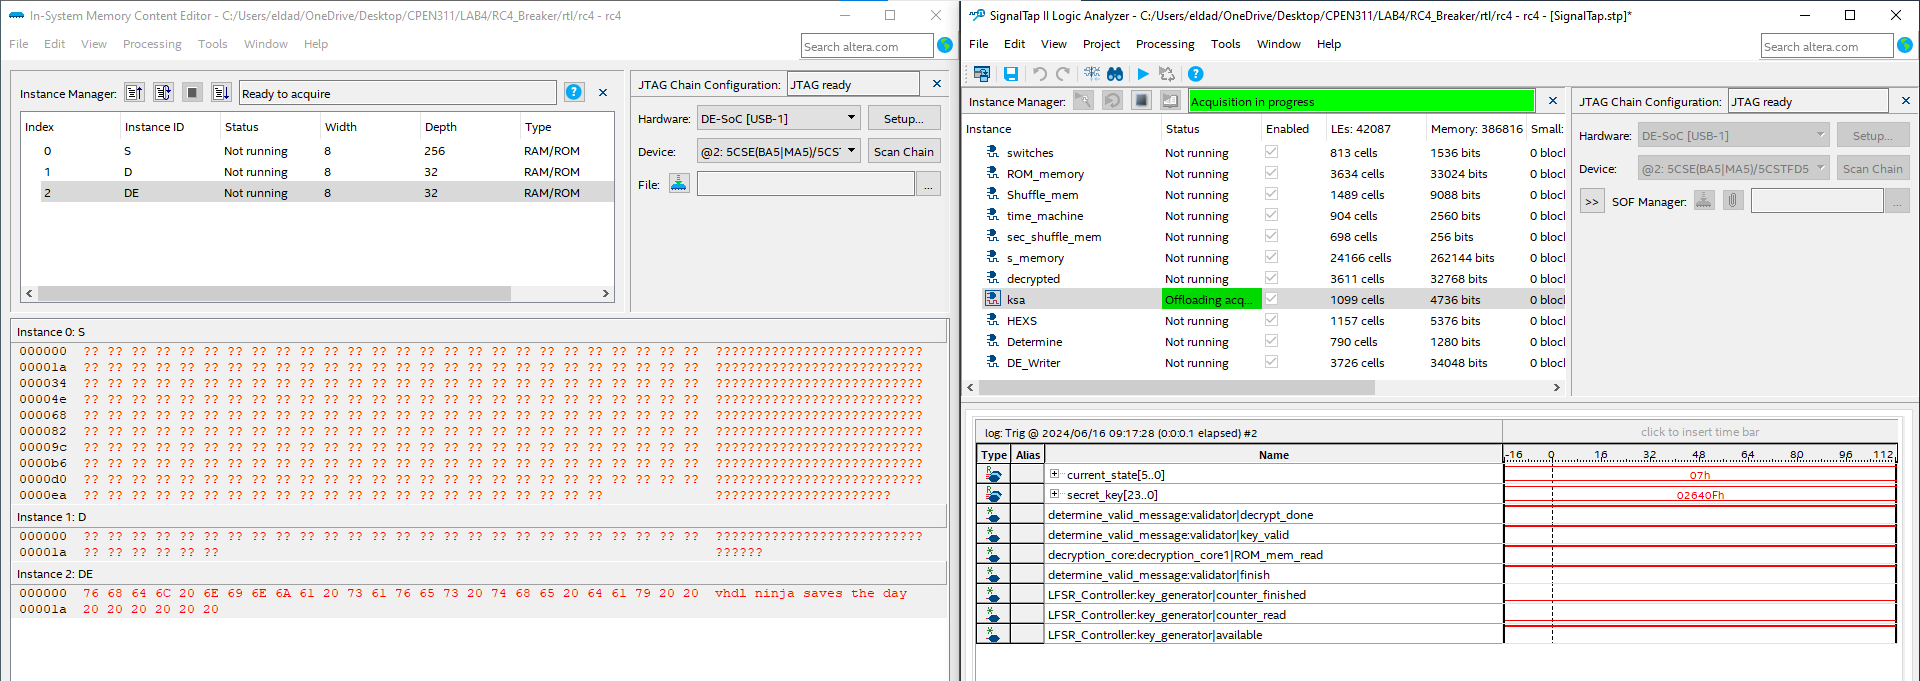 In-System Memory Content Editor - C:/Users/eldad/OneDrive/Desktop/CPEN311/LAB4/RC4_Breaker/rtl/rc4 - rc4
File Edit View Processing Tools Window Help
Search altera.com
Instance Manager: Ready to acquire
JTAG Chain Configuration: JTAG ready
Hardware: DE-SoC [USB-1] Setup...
Device: @2: 5CSE(BA5|MA5)/5CS Scan Chain
File: ...
Index Instance ID Status Width Depth Type
0 S Not running 8 256 RAM/ROM
1 D Not running 8 32 RAM/ROM
2 DE Not running 8 32 RAM/ROM
Instance 0: S
000000 ?? ?? ?? ?? ?? ?? ?? ?? ?? ?? ?? ?? ?? ?? ?? ?? ?? ?? ?? ?? ?? ?? ?? ?? ?? ?? ??????????????????????????
00001a ?? ?? ?? ?? ?? ?? ?? ?? ?? ?? ?? ?? ?? ?? ?? ?? ?? ?? ?? ?? ?? ?? ?? ?? ?? ?? ??????????????????????????
000034 ?? ?? ?? ?? ?? ?? ?? ?? ?? ?? ?? ?? ?? ?? ?? ?? ?? ?? ?? ?? ?? ?? ?? ?? ?? ?? ??????????????????????????
00004e ?? ?? ?? ?? ?? ?? ?? ?? ?? ?? ?? ?? ?? ?? ?? ?? ?? ?? ?? ?? ?? ?? ?? ?? ?? ?? ??????????????????????????
000068 ?? ?? ?? ?? ?? ?? ?? ?? ?? ?? ?? ?? ?? ?? ?? ?? ?? ?? ?? ?? ?? ?? ?? ?? ?? ?? ??????????????????????????
000082 ?? ?? ?? ?? ?? ?? ?? ?? ?? ?? ?? ?? ?? ?? ?? ?? ?? ?? ?? ?? ?? ?? ?? ?? ?? ?? ??????????????????????????
00009c ?? ?? ?? ?? ?? ?? ?? ?? ?? ?? ?? ?? ?? ?? ?? ?? ?? ?? ?? ?? ?? ?? ?? ?? ?? ?? ??????????????????????????
0000b6 ?? ?? ?? ?? ?? ?? ?? ?? ?? ?? ?? ?? ?? ?? ?? ?? ?? ?? ?? ?? ?? ?? ?? ?? ?? ?? ??????????????????????????
0000d0 ?? ?? ?? ?? ?? ?? ?? ?? ?? ?? ?? ?? ?? ?? ?? ?? ?? ?? ?? ?? ?? ?? ?? ?? ?? ?? ??????????????????????????
0000ea ?? ?? ?? ?? ?? ?? ?? ?? ?? ?? ?? ?? ?? ?? ?? ?? ?? ?? ?? ?? ?? ?? ??????????????????????
Instance 1: D
000000 ?? ?? ?? ?? ?? ?? ?? ?? ?? ?? ?? ?? ?? ?? ?? ?? ?? ?? ?? ?? ?? ?? ?? ?? ?? ?? ??????????????????????????
00001a ?? ?? ?? ?? ?? ?? ??????
Instance 2: DE
000000 76 68 64 6C 20 6E 69 6E 6A 61 20 73 61 76 65 73 20 74 68 65 20 64 61 79 20 20 vhdl ninja saves the day
00001a 20 20 20 20 20 20
SignalTap II Logic Analyzer - C:/Users/eldad/OneDrive/Desktop/CPEN311/LAB4/RC4_Breaker/rtl/rc4 - rc4 - [SignalTap.stp]*
File Edit View Project Processing Tools Window Help
Search altera.com
Instance Manager: Acquisition in progress
JTAG Chain Configuration: JTAG ready
Hardware: DE-SoC [USB-1] Setup...
Device: @2: 5CSE(BA5|MA5)/5CSTFD5 Scan Chain
>> SOF Manager: ...
Instance Status Enabled LEs: 42087 Memory: 386816 Small:
switches Not running 813 cells 1536 bits 0 bloc
ROM_memory Not running 3634 cells 33024 bits 0 bloc
Shuffle_mem Not running 1489 cells 9088 bits 0 bloc
time_machine Not running 904 cells 2560 bits 0 bloc
sec_shuffle_mem Not running 698 cells 256 bits 0 bloc
s_memory Not running 24166 cells 262144 bits 0 bloc
decrypted Not running 3611 cells 32768 bits 0 bloc
ksa Offloading acq... 1099 cells 4736 bits 0 bloc
HEXS Not running 1157 cells 5376 bits 0 bloc
Determine Not running 790 cells 1280 bits 0 bloc
DE_Writer Not running 3726 cells 34048 bits 0 bloc
log: Trig @ 2024/06/16 09:17:28 (0:0:0.1 elapsed) #2 click to insert time bar
Type Alias Name -16 0 16 32 48 64 80 96 112
current_state[5..0] 07h
secret_key[23..0] 02640Fh
determine_valid_message:validator|decrypt_done
determine_valid_message:validator|key_valid
decryption_core:decryption_core1|ROM_mem_read
determine_valid_message:validator|finish
LFSR_Controller:key_generator|counter_finished
LFSR_Controller:key_generator|counter_read
LFSR_Controller:key_generator|available